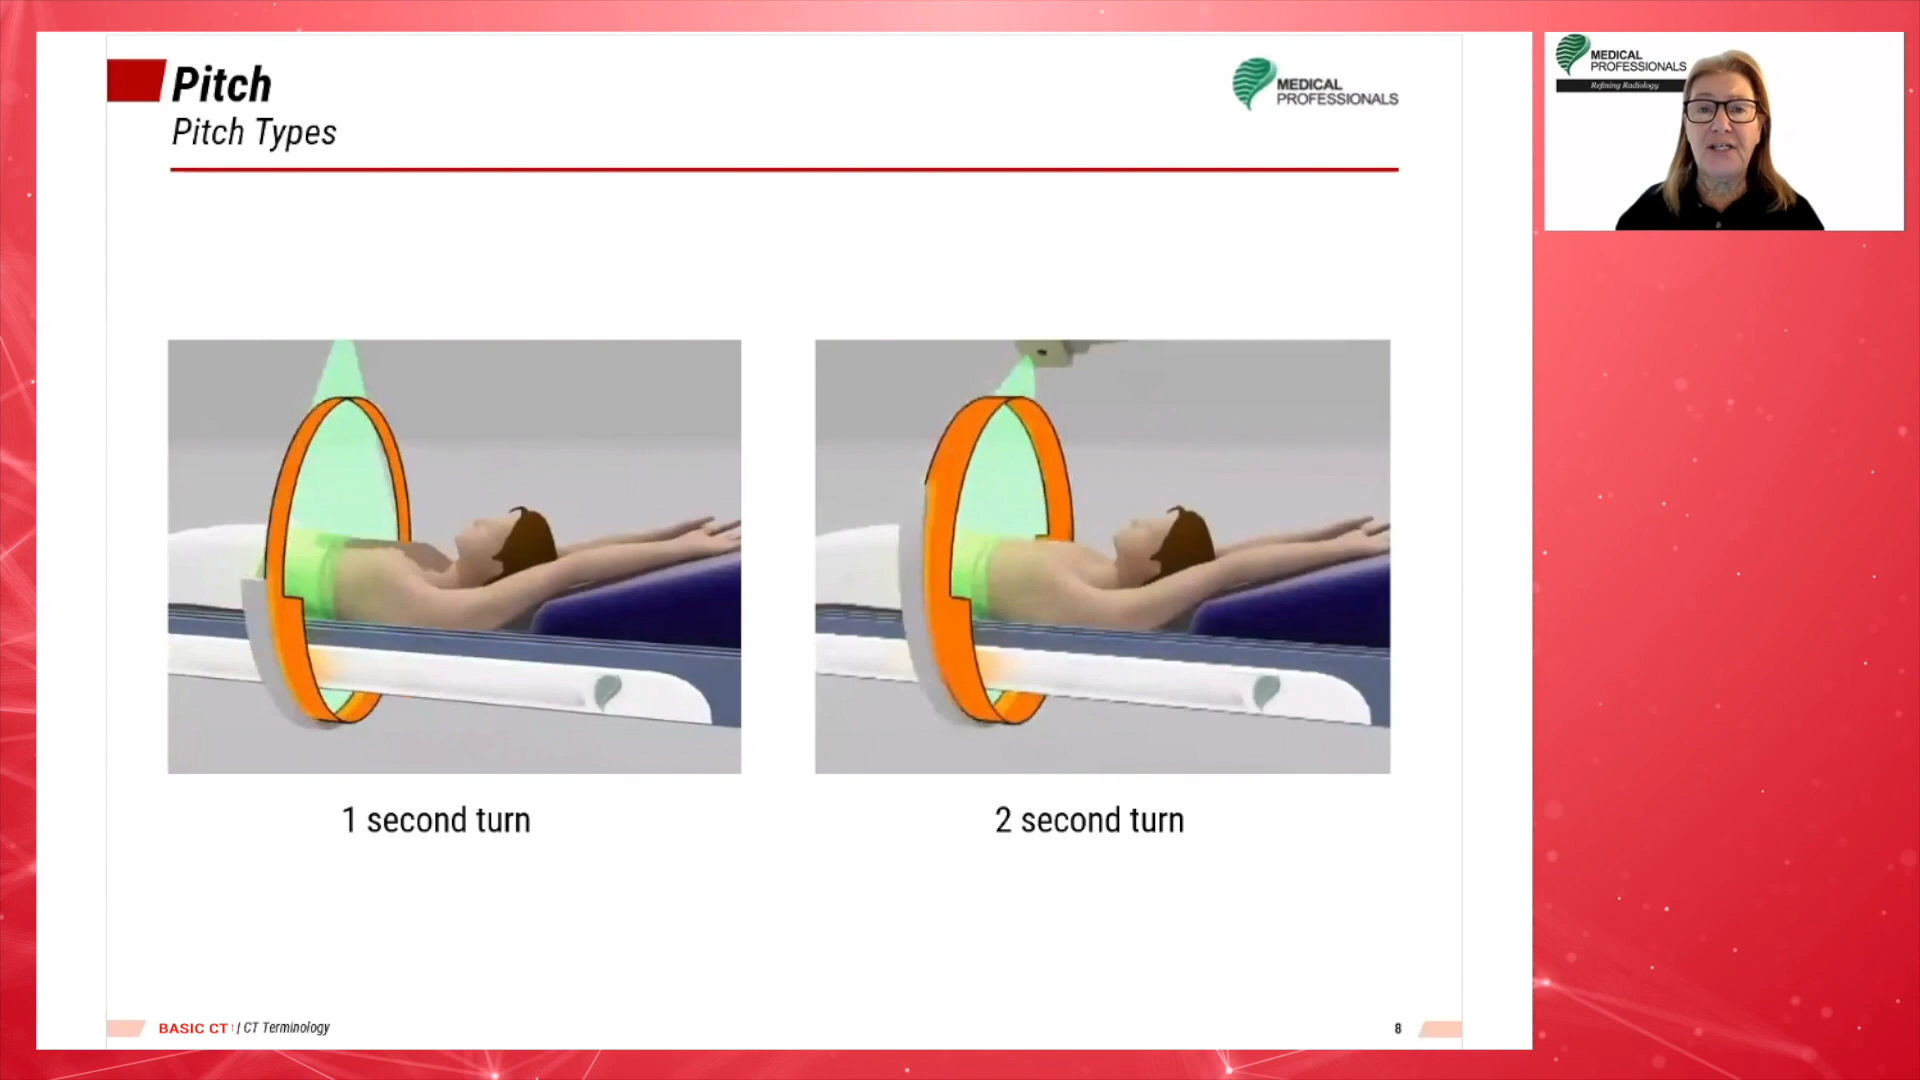 Pitch
Pitch Types
MEDICAL
PROFESSIONALS
1 second turn
2 second turn
BASIC CT | CT Terminology
8
MEDICAL
PROFESSIONALS
Refining Radiology